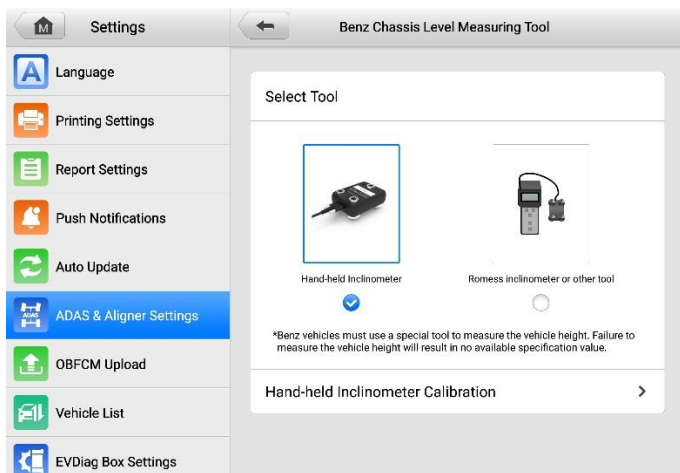 Settings
Benz Chassis Level Measuring Tool
Language
Printing Settings
Report Settings
Push Notifications
Auto Update
ADAS
ADAS & Aligner Settings
OBFCM Upload
Vehicle List
EVDiag Box Settings
Select Tool
Hand-held Inclinometer
Romess inclinometer or other tool
*Benz vehicles must use a special tool to measure the vehicle height. Failure to
measure the vehicle height will result in no available specification value.
Hand-held Inclinometer Calibration